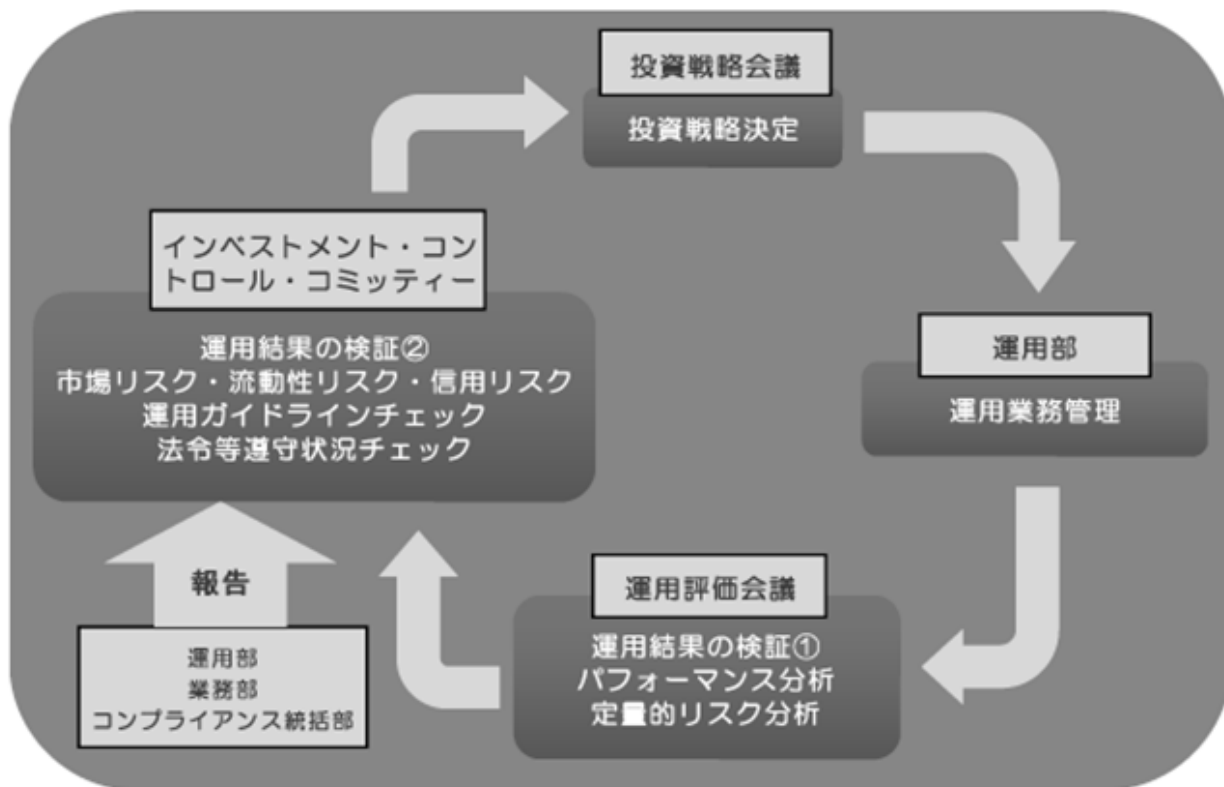 投資戦略会議
投資戦略決定
インベストメント・コン
トロール・コミッティー
運用結果の検証②
市場リスク・流動性リスク・信用リスク
運用ガイドラインチェック
法令等遵守状況チェック
運用部
運用業務管理
運用評価会議
運用結果の検証①
パフォーマンス分析
定量的リスク分析
報告
運用部
業務部
コンプライアンス統括部